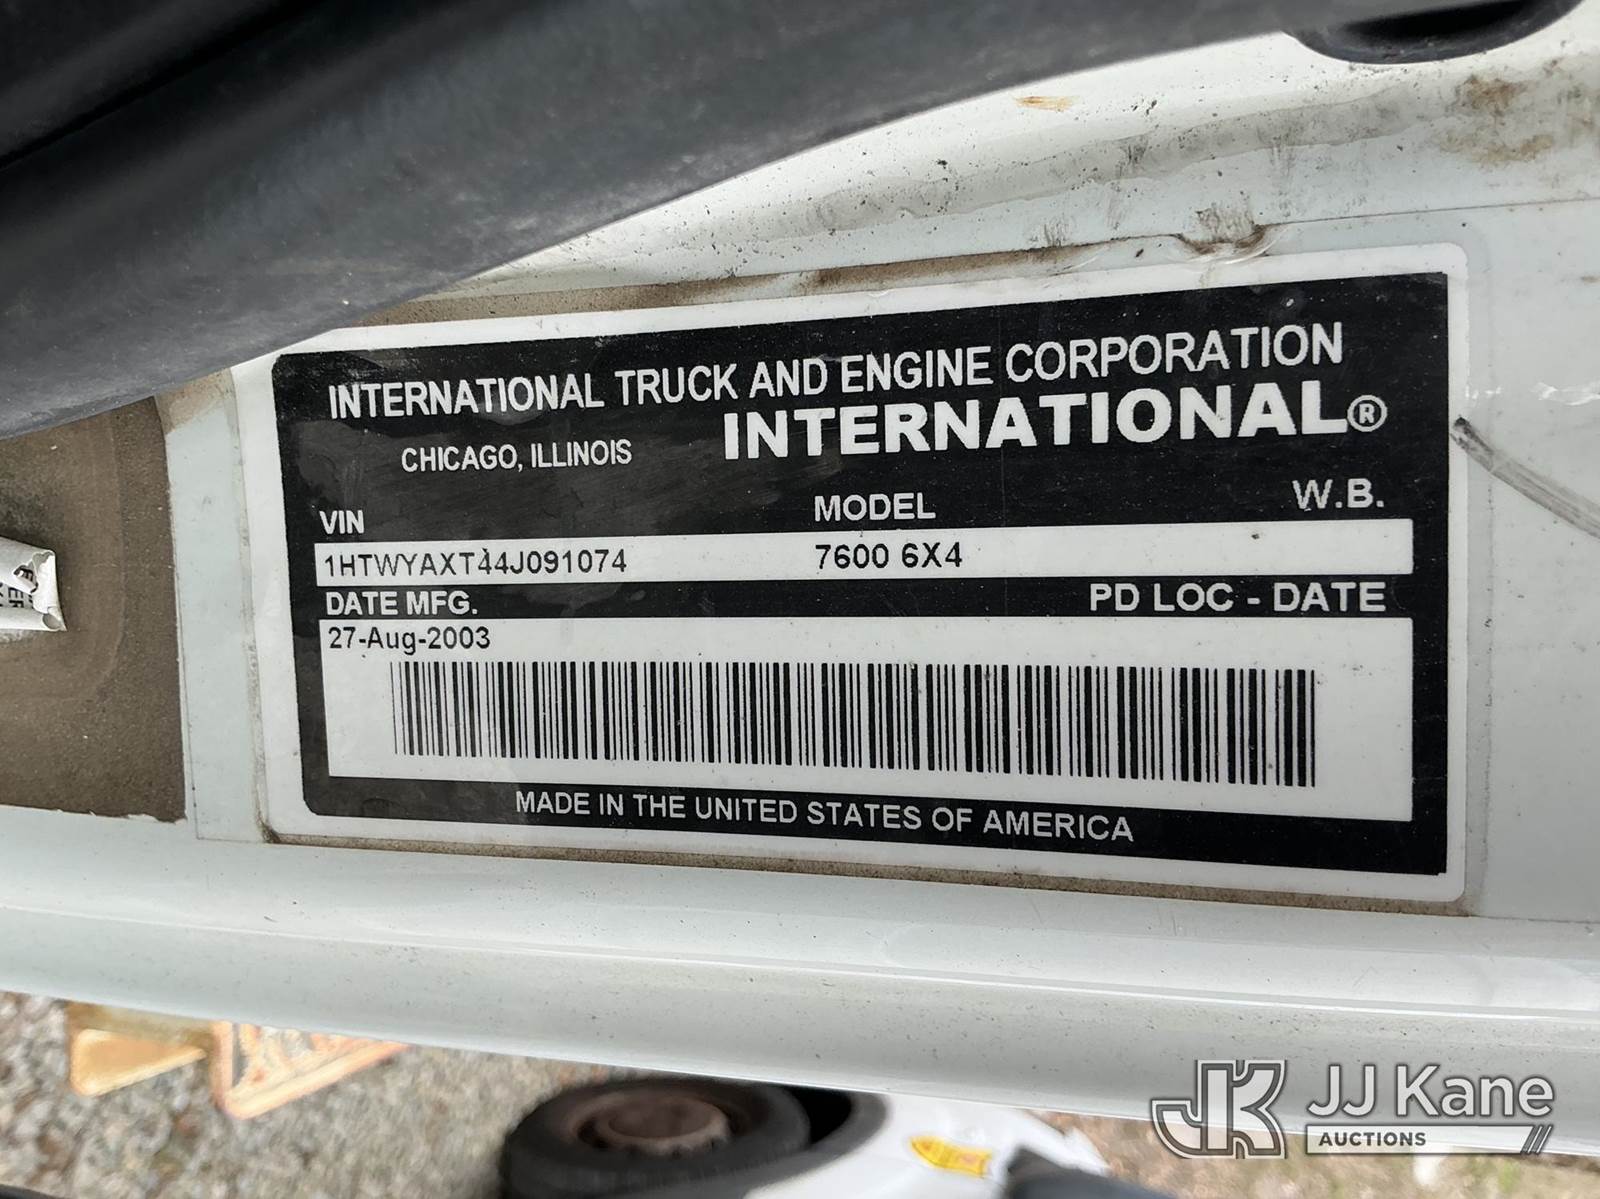 INTERNATIONAL TRUCK AND ENGINE CORPORATION
CHICAGO, ILLINOIS INTERNATIONAL®
VIN MODEL W.B.
1HTWYAXT44J091074 7600 6X4
DATE MFG. PD LOC - DATE
27-Aug-2003
MADE IN THE UNITED STATES OF AMERICA
JK JJ Kane
AUCTIONS